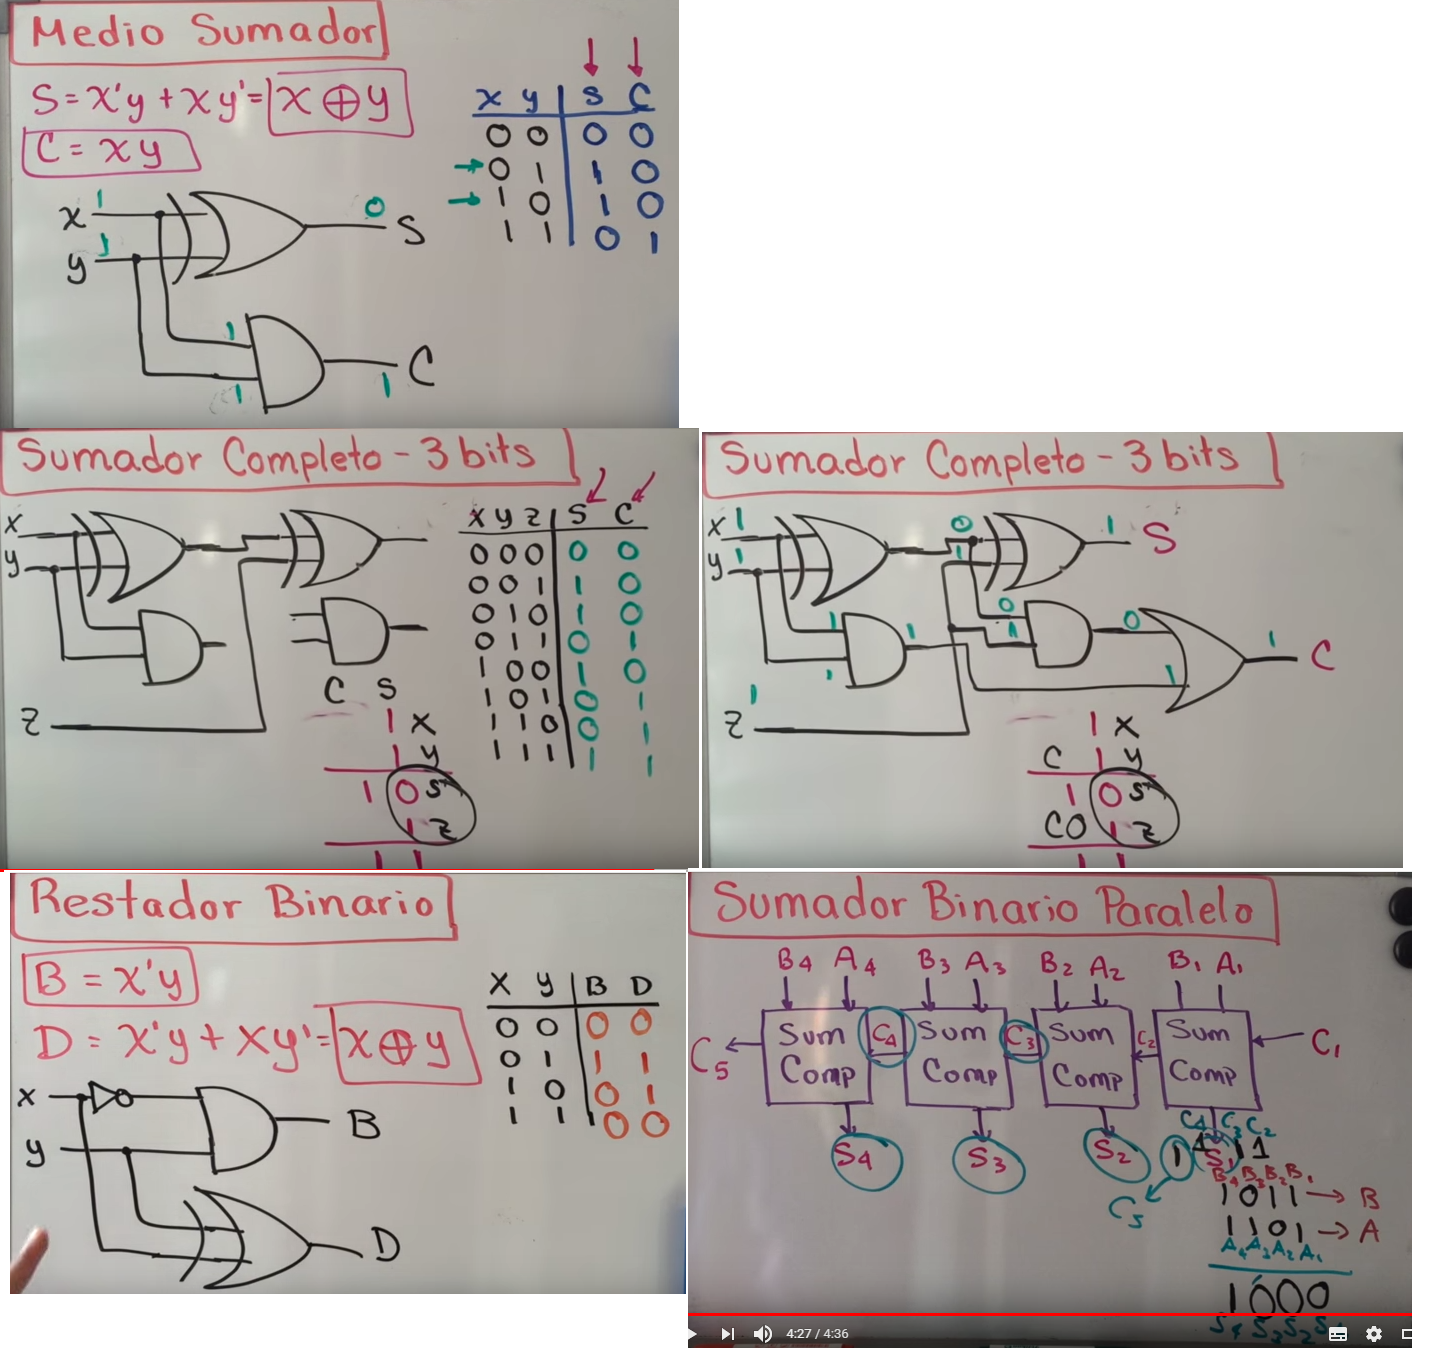 Medio Sumador
S = x'y + xy' = x ⊕ y
C = xy
x y | S C
0 0 0 0
0 1 1 0
1 0 1 0
1 1 0 1
x 1 0 S
y 1
1
1 1 C
Sumador Completo - 3 bits
x
y
z
x y z | S C
0 0 0 0 0
0 0 1 1 0
0 1 0 1 0
0 1 1 0 1
1 0 0 1 0
1 0 1 0 1
1 1 0 0 1
1 1 1 1 1
C S
1 x
1 y
1 0 S
1 z
1 1
Sumador Completo - 3 bits
x 1 0 1 S
y 1 1
1 1 0 1 0 1 C
1 1
z 1
1 x
C 1 y
1 0 S
C0 1 z
1 1
Restador Binario
B = x'y
D = x'y + xy' = x ⊕ y
x y | B D
0 0 0 0
0 1 1 1
1 0 0 1
1 1 0 0
x B
y
D
Sumador Binario Paralelo
B4 A4 B3 A3 B2 A2 B1 A1
C5 Sum Comp C4 Sum Comp C3 Sum Comp C2 Sum Comp C1
S4 S3 S2 S1
C4 C3 C2
1 1 1 1
C5
B4 B3 B2 B1
1011 → B
1101 → A
A4 A3 A2 A1
1000
S4 S3 S2 S
4:27 / 4:36